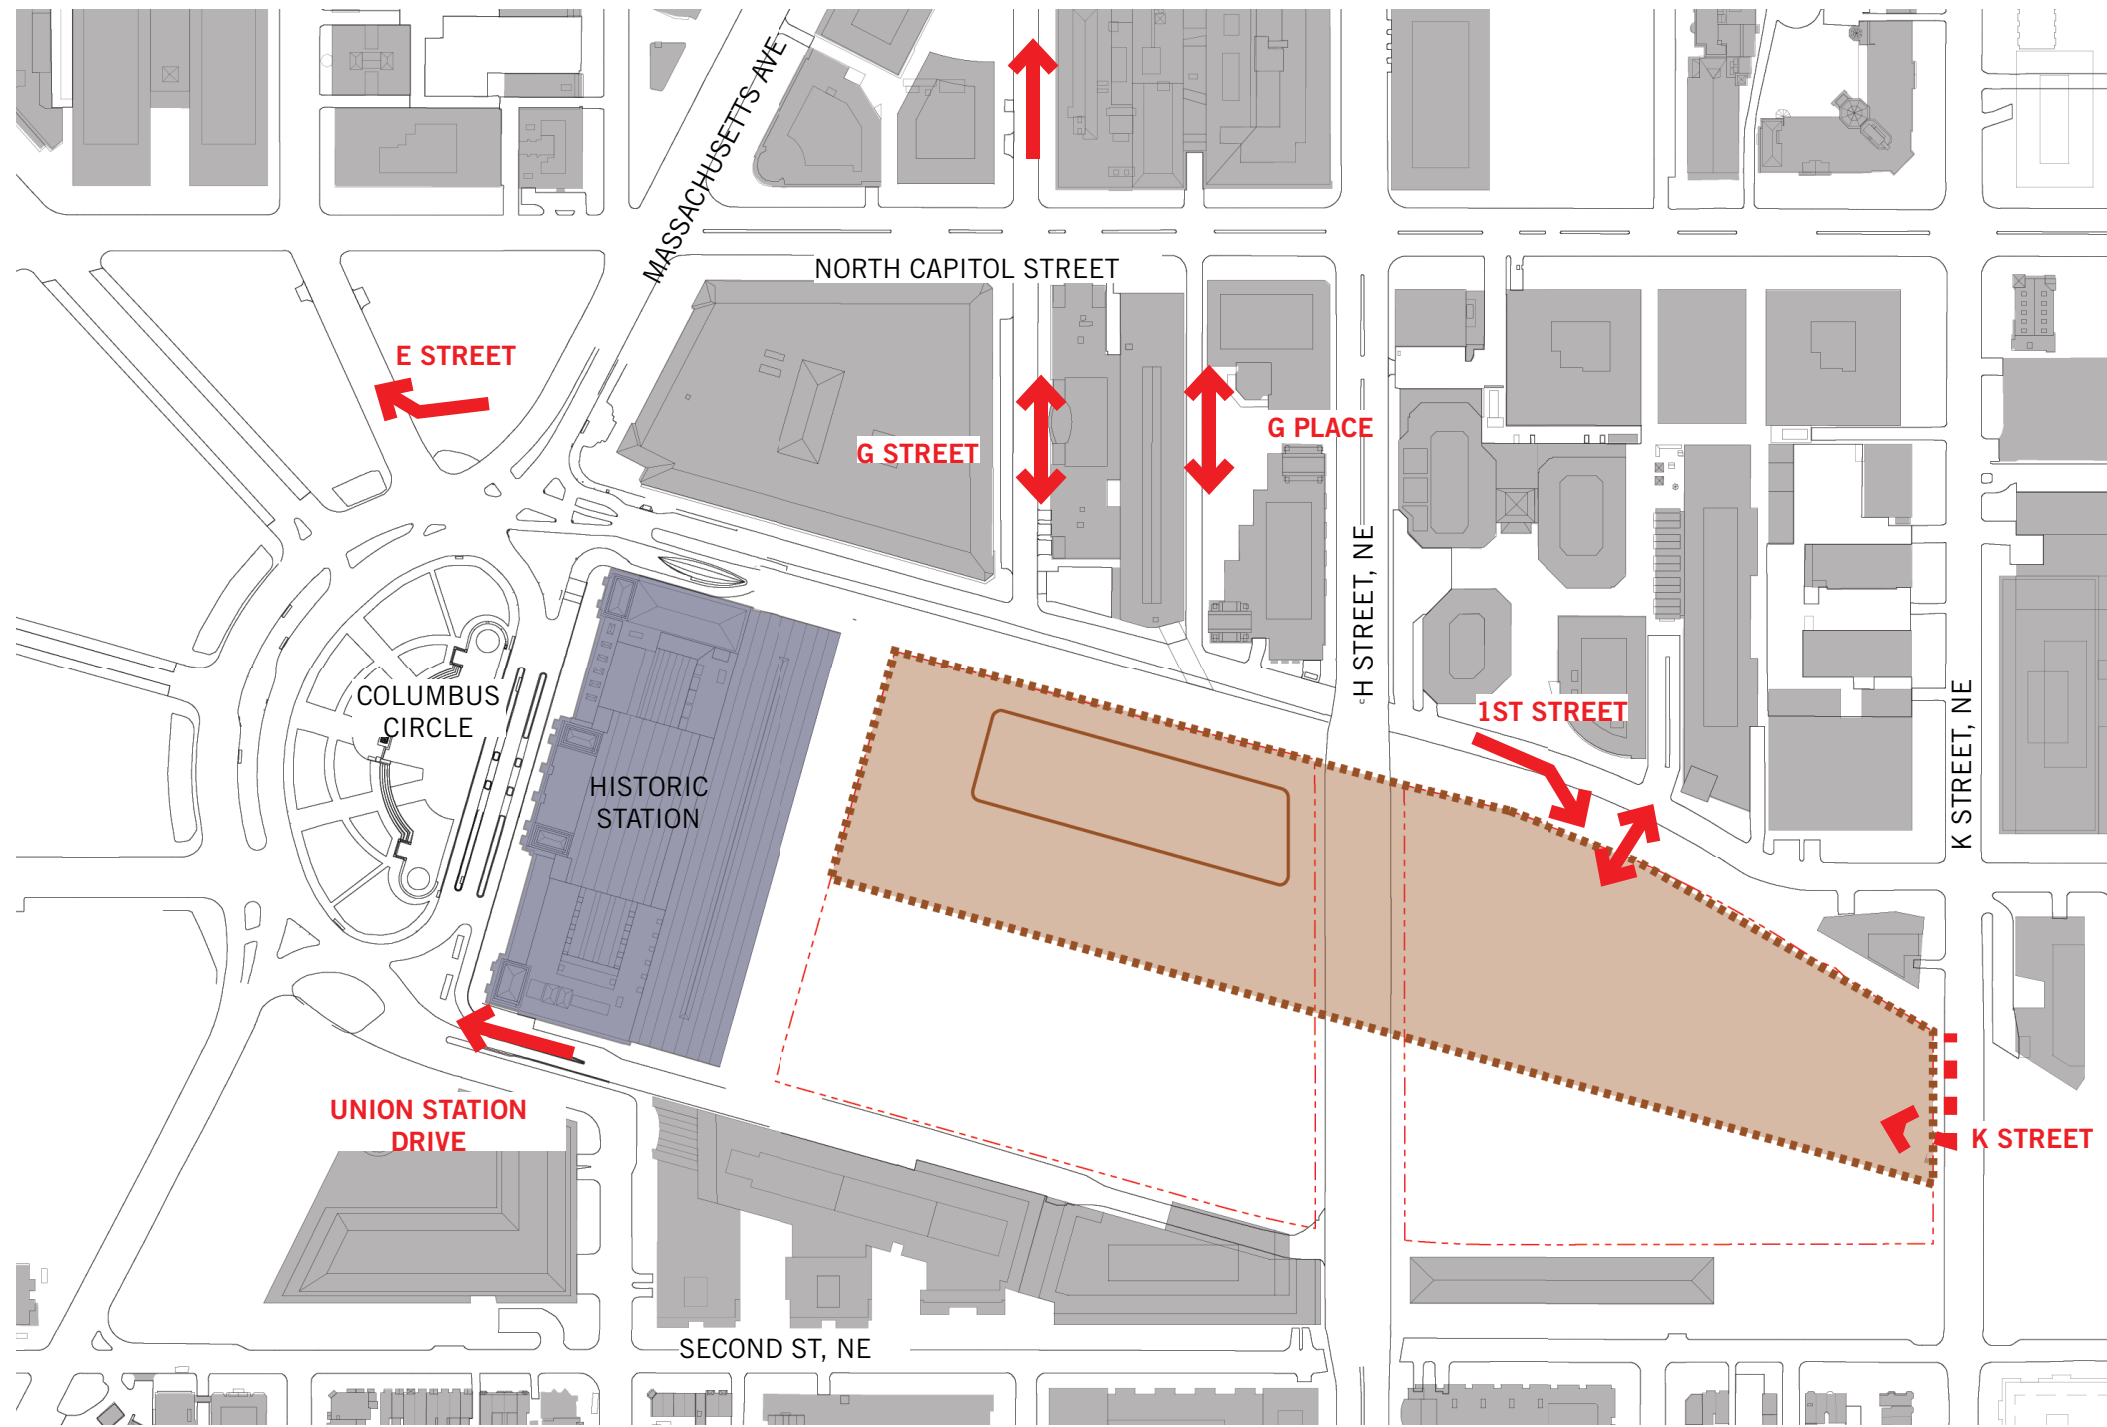 MASSACHUSETTS AVE
NORTH CAPITOL STREET
E STREET
G STREET
G PLACE
H STREET, NE
COLUMBUS
CIRCLE
HISTORIC
STATION
1ST STREET
K STREET, NE
UNION STATION
DRIVE
K STREET
SECOND ST, NE